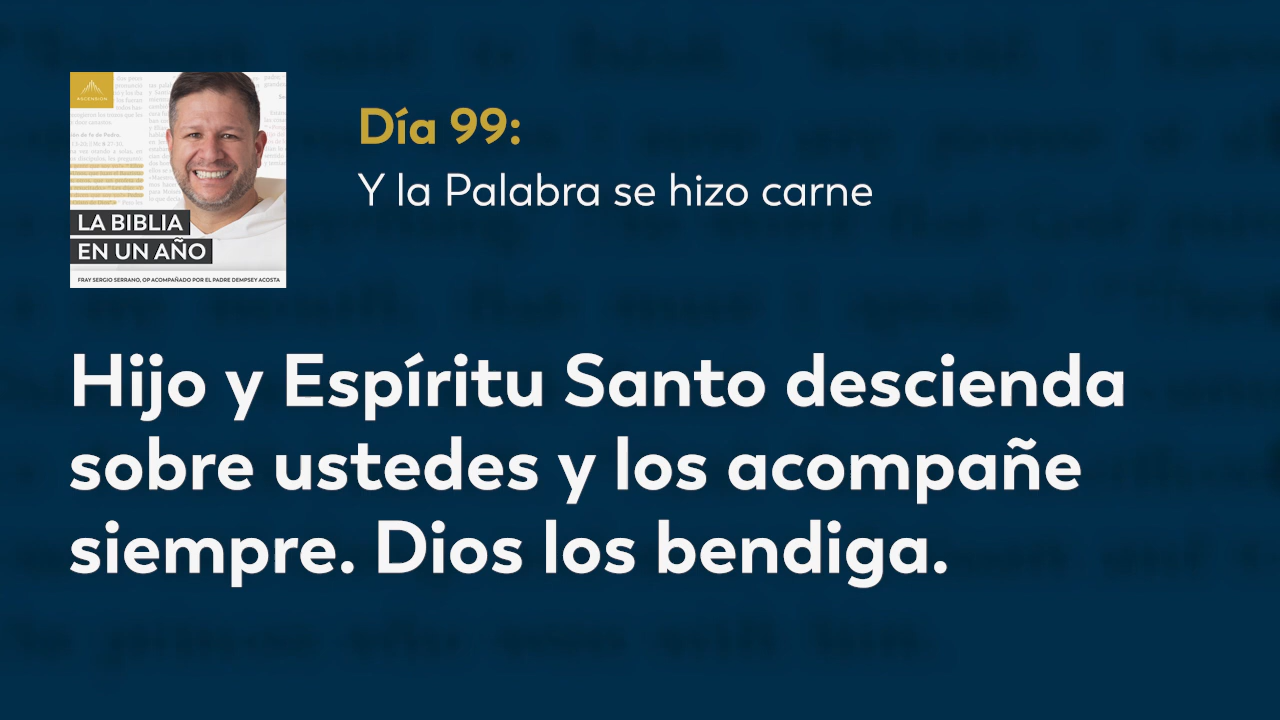 ASCENSION
LA BIBLIA
EN UN AÑO
FRAY SERGIO SERRANO, OP ACOMPAÑADO POR EL PADRE DEMPSEY ACOSTA
Día 99:
Y la Palabra se hizo carne
Hijo y Espíritu Santo descienda
sobre ustedes y los acompañe
siempre. Dios los bendiga.